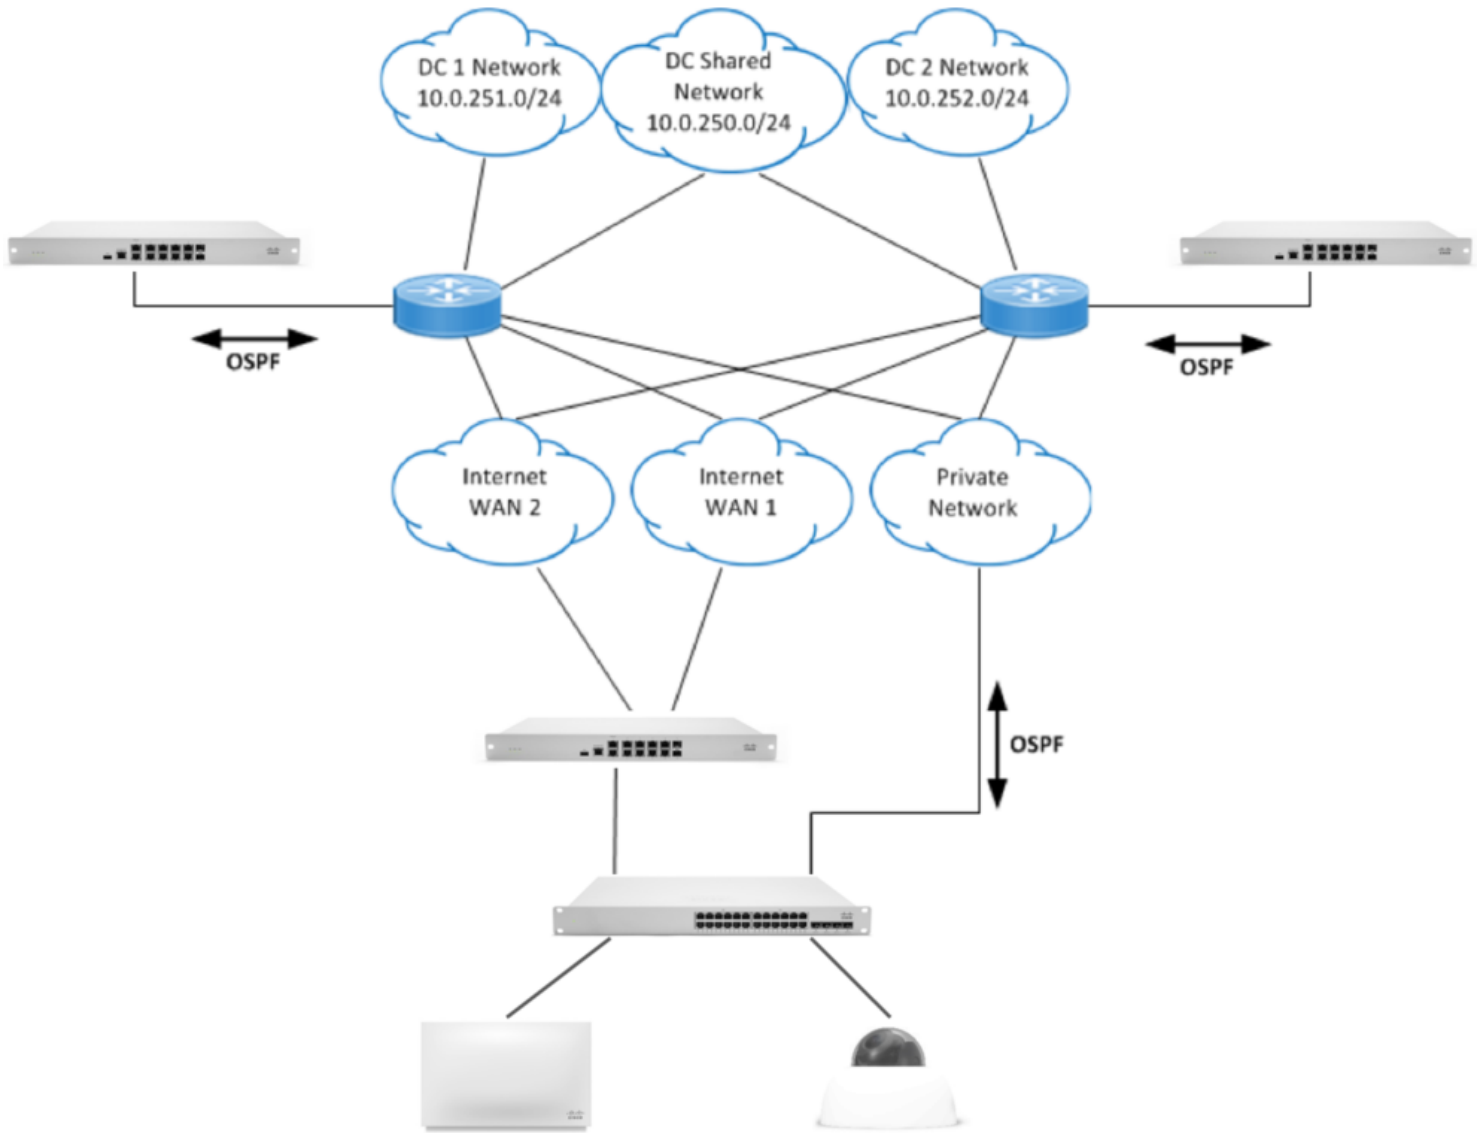 DC 1 Network
10.0.251.0/24
DC Shared
Network
10.0.250.0/24
DC 2 Network
10.0.252.0/24
OSPF
OSPF
Internet
WAN 2
Internet
WAN 1
Private
Network
OSPF